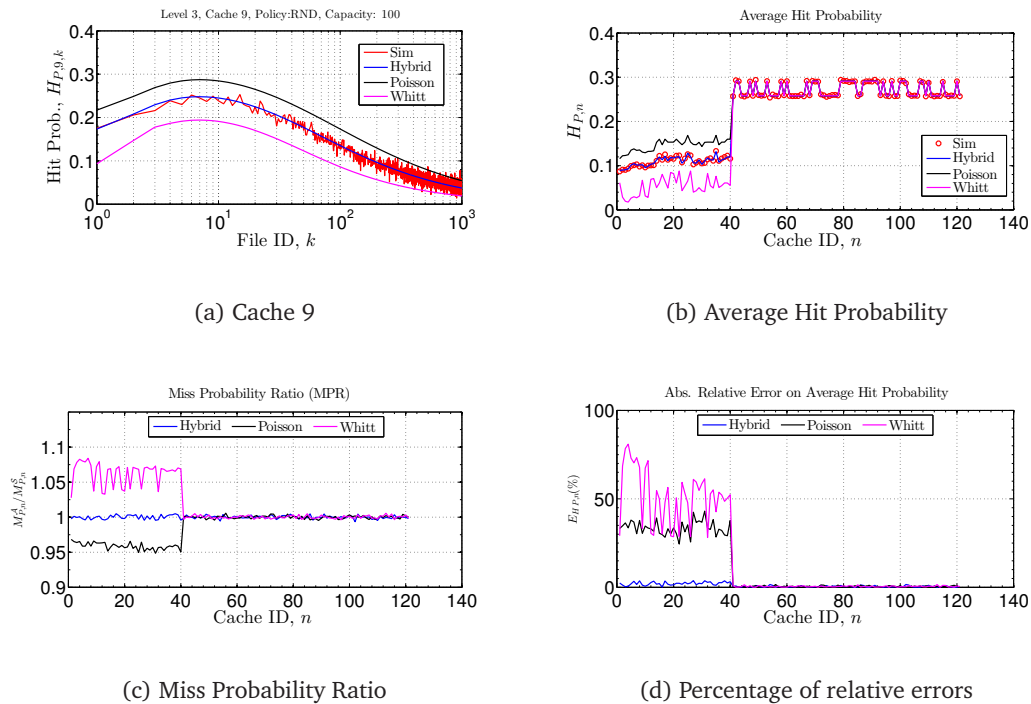 Level 3, Cache 9, Policy:RND, Capacity: 100
0.4
0.3
0.2
0.1
0
10^0
10^1
10^2
10^3
Hit Prob., H_{P,9,k}
File ID, k
Sim
Hybrid
Poisson
Whitt
(a) Cache 9
Average Hit Probability
0.4
0.3
0.2
0.1
0
0 20 40 60 80 100 120 140
H_{P,n}
Cache ID, n
Sim
Hybrid
Poisson
Whitt
(b) Average Hit Probability
Miss Probability Ratio (MPR)
Hybrid Poisson Whitt
1.1
1.05
1
0.95
0.9
0 20 40 60 80 100 120 140
M^A_{P,n}/M^S_{P,n}
Cache ID, n
(c) Miss Probability Ratio
Abs. Relative Error on Average Hit Probability
Hybrid Poisson Whitt
100
50
0
0 20 40 60 80 100 120 140
E_{HP,n}(%)
Cache ID, n
(d) Percentage of relative errors